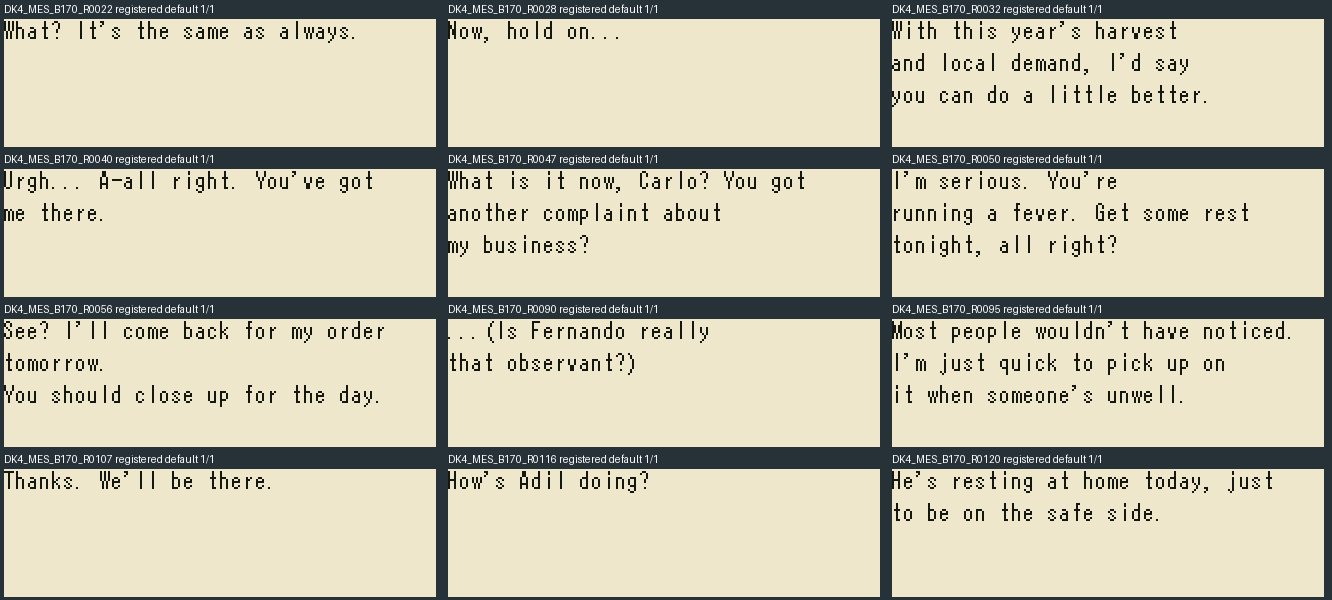 DK4_MES_B170_R0022 registered default 1/1
What? It's the same as always.
DK4_MES_B170_R0028 registered default 1/1
Now, hold on...
DK4_MES_B170_R0032 registered default 1/1
With this year's harvest
and local demand, I'd say
you can do a little better.
DK4_MES_B170_R0040 registered default 1/1
Urgh... A-all right. You've got
me there.
DK4_MES_B170_R0047 registered default 1/1
What is it now, Carlo? You got
another complaint about
my business?
DK4_MES_B170_R0050 registered default 1/1
I'm serious. You're
running a fever. Get some rest
tonight, all right?
DK4_MES_B170_R0056 registered default 1/1
See? I'll come back for my order
tomorrow.
You should close up for the day.
DK4_MES_B170_R0090 registered default 1/1
...(Is Fernando really
that observant?)
DK4_MES_B170_R0095 registered default 1/1
Most people wouldn't have noticed.
I'm just quick to pick up on
it when someone's unwell.
DK4_MES_B170_R0107 registered default 1/1
Thanks. We'll be there.
DK4_MES_B170_R0116 registered default 1/1
How's Adil doing?
DK4_MES_B170_R0120 registered default 1/1
He's resting at home today, just
to be on the safe side.